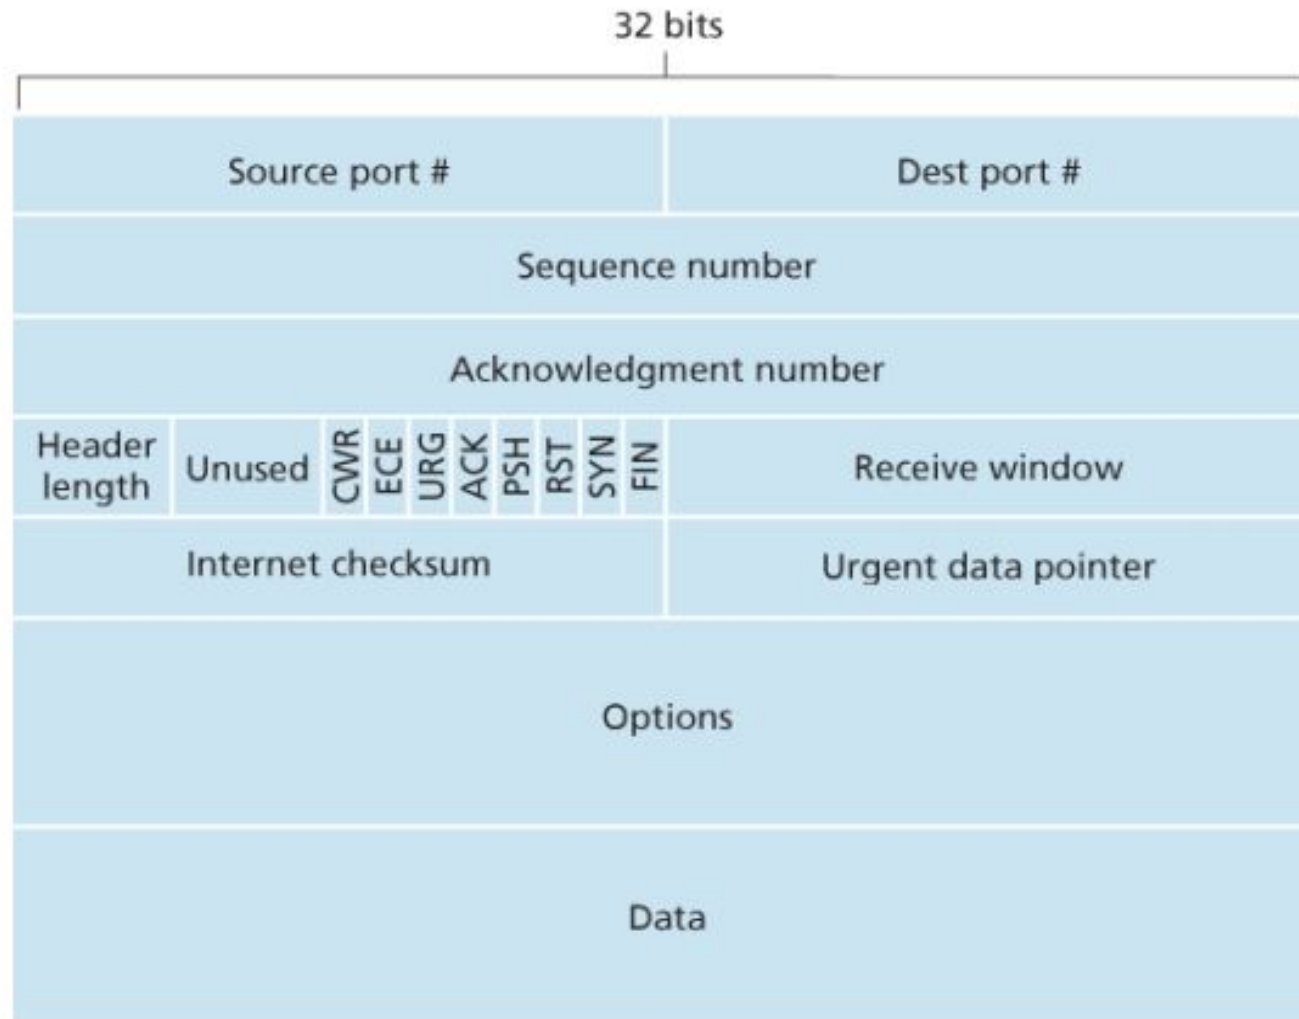 32 bits
Source port #
Dest port #
Sequence number
Acknowledgment number
Header
length
Unused
CWR
ECE
URG
ACK
PSH
RST
SYN
FIN
Receive window
Internet checksum
Urgent data pointer
Options
Data